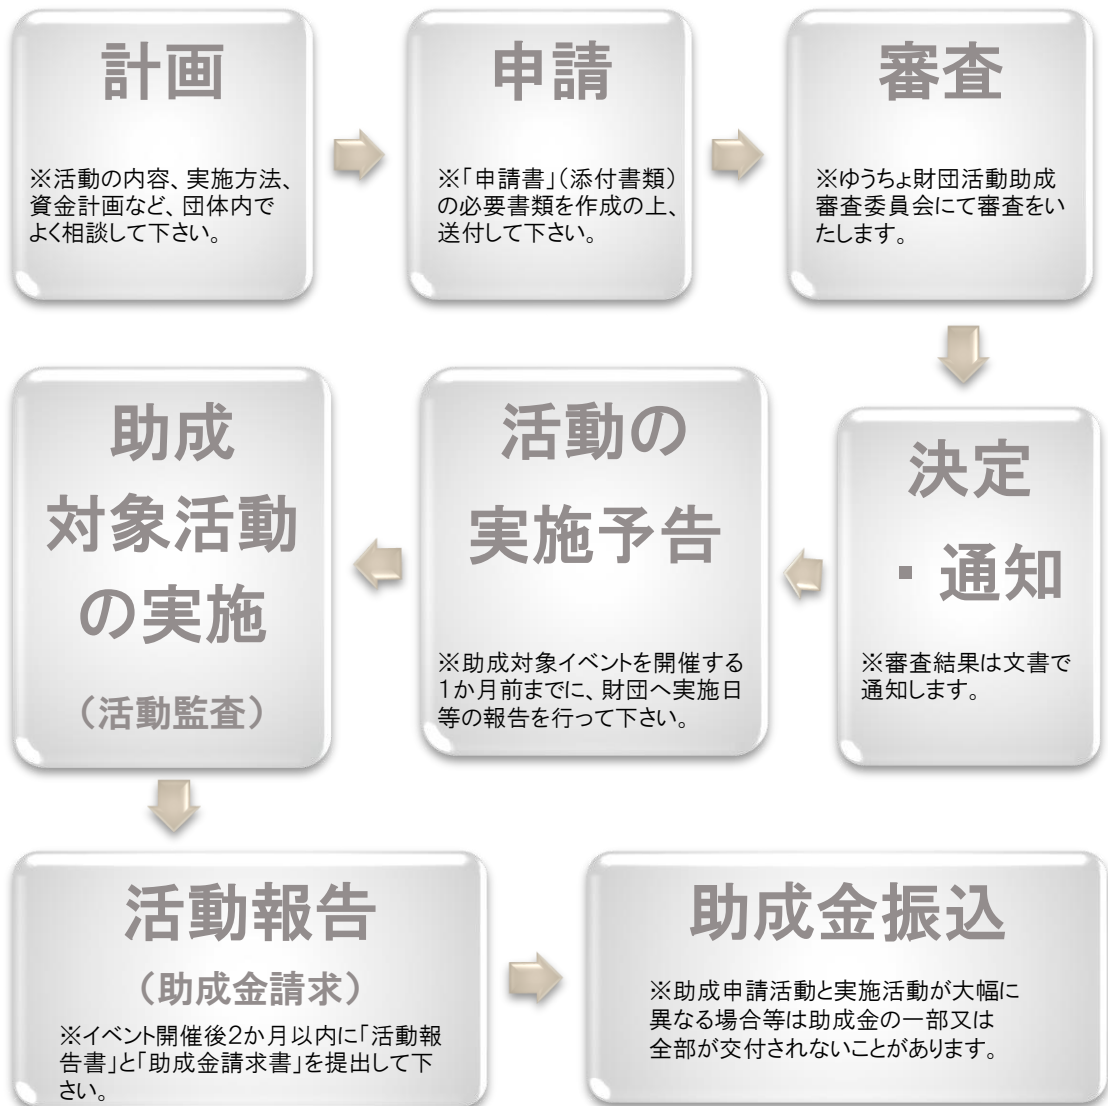 計画
※活動の内容、実施方法、
資金計画など、団体内で
よく相談して下さい。
申請
※「申請書」(添付書類)
の必要書類を作成の上、
送付して下さい。
審査
※ゆうちょ財団活動助成
審査委員会にて審査をい
たします。
決定
・通知
※審査結果は文書で
通知します。
活動の
実施予告
※助成対象イベントを開催する
1か月前までに、財団へ実施日
等の報告を行って下さい。
助成
対象活動
の実施
(活動監査)
活動報告
(助成金請求)
※イベント開催後2か月以内に「活動報
告書」と「助成金請求書」を提出して下
さい。
助成金振込
※助成申請活動と実施活動が大幅に
異なる場合等は助成金の一部又は
全部が交付されないことがあります。